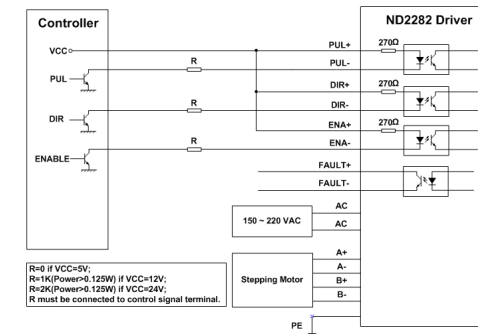 Controller
ND2282 Driver
VCC
PUL+
270Ω
R
PUL-
PUL
DIR+
270Ω
R
DIR-
DIR
ENA+
270Ω
R
ENA-
ENABLE
FAULT+
FAULT-
150 ~ 220 VAC
AC
AC
Stepping Motor
A+
A-
B+
B-
R=0 if VCC=5V;
R=1K(Power>0.125W) if VCC=12V;
R=2K(Power>0.125W) if VCC=24V;
R must be connected to control signal terminal.
PE